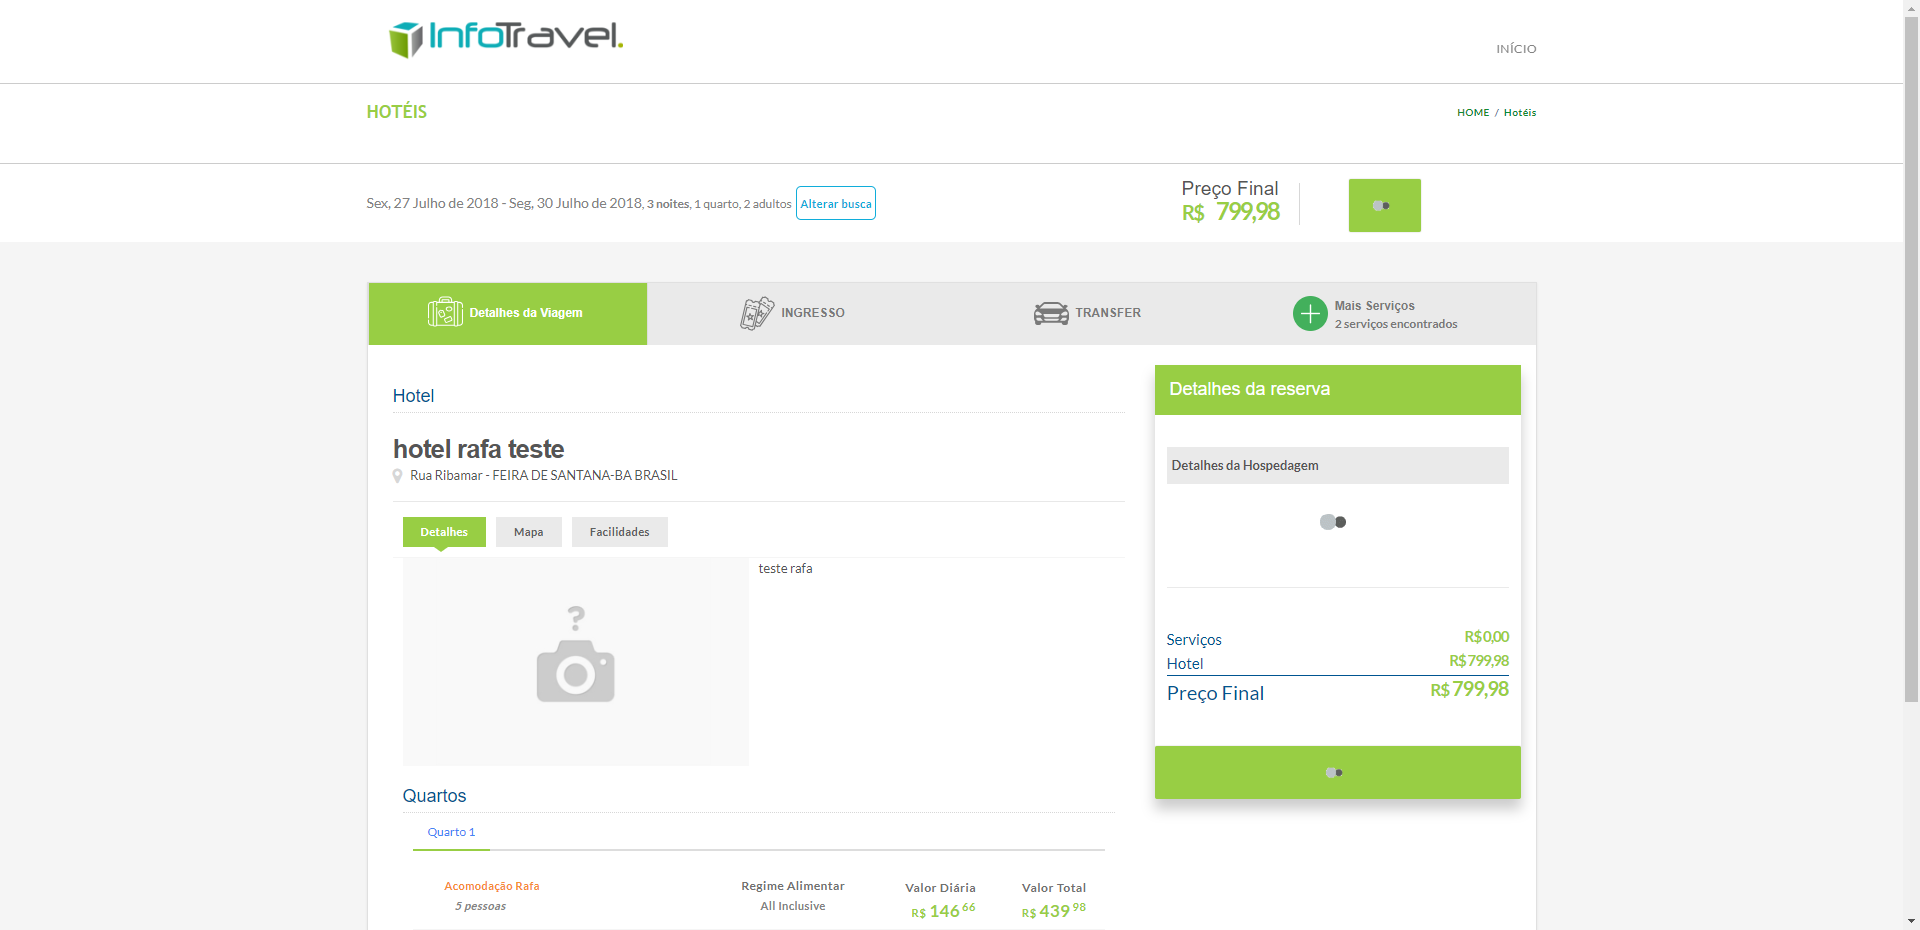 InfoTravel.
INÍCIO
HOTÉIS
HOME / Hotéis
Sex, 27 Julho de 2018 - Seg, 30 Julho de 2018, 3 noites, 1 quarto, 2 adultos
Alterar busca
Preço Final
R$ 799,98
Detalhes da Viagem
INGRESSO
TRANSFER
Mais Serviços
2 serviços encontrados
Hotel
hotel rafa teste
Rua Ribamar - FEIRA DE SANTANA-BA BRASIL
Detalhes
Mapa
Facilidades
?
teste rafa
Quartos
Quarto 1
Acomodação Rafa
5 pessoas
Regime Alimentar
All Inclusive
Valor Diária
R$ 146 66
Valor Total
R$ 439 98
Detalhes da reserva
Detalhes da Hospedagem
Serviços R$0,00
Hotel R$799,98
Preço Final R$799,98